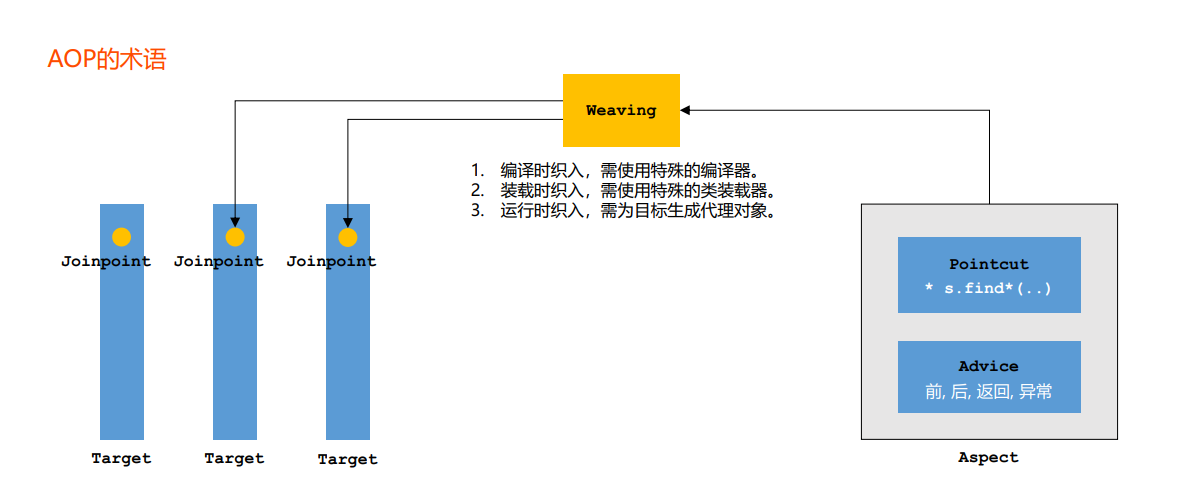 AOP的术语
Weaving
1. 编译时织入，需使用特殊的编译器。
2. 装载时织入，需使用特殊的类装载器。
3. 运行时织入，需为目标生成代理对象。
Joinpoint
Joinpoint
Joinpoint
Pointcut
* s.find*(..)
Advice
前, 后, 返回, 异常
Target
Target
Target
Aspect